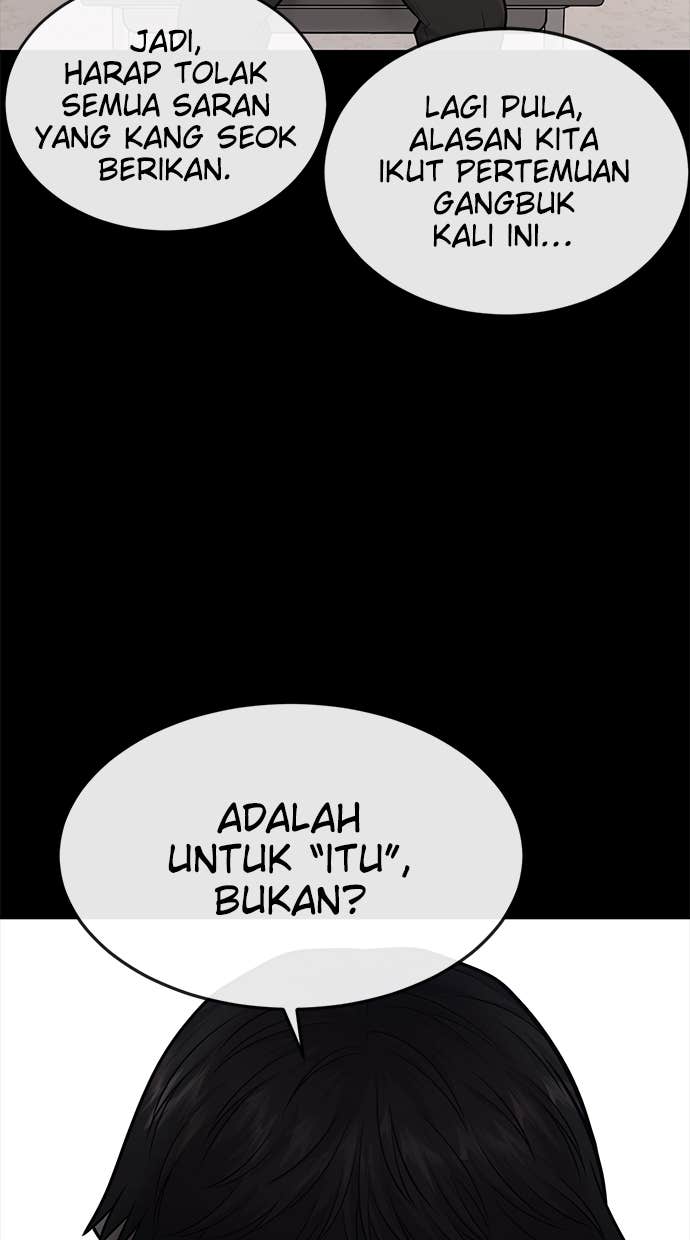 JADI,
HARAP TOLAK
SEMUA SARAN
YANG KANG SEOK
BERIKAN.
LAGI PULA,
ALASAN KITA
IKUT PERTEMUAN
GANGBUK
KALI INI...
ADALAH
UNTUK “ITU”,
BUKAN?